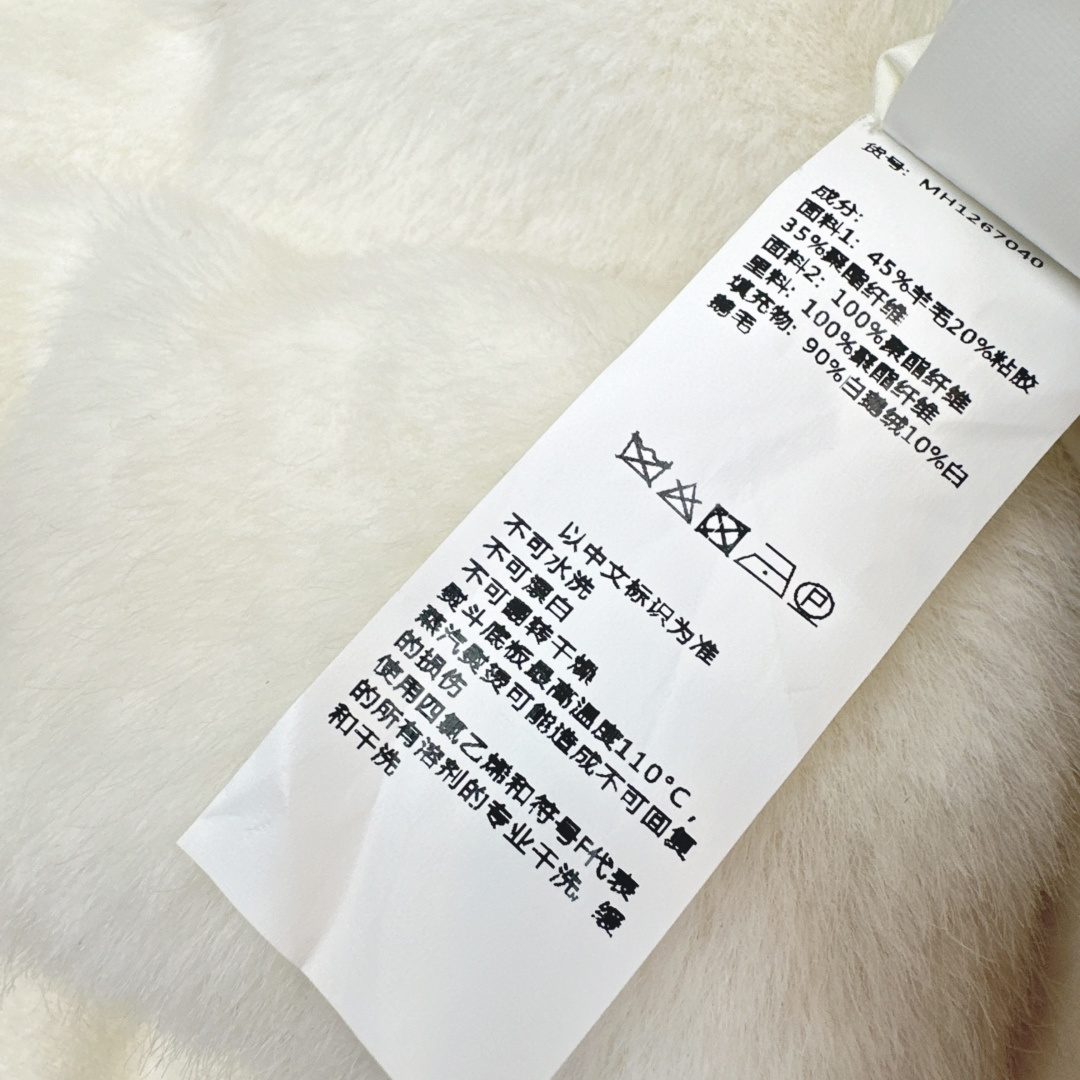 货号: MH1267040
成分:
面料1: 45%羊毛20%粘胶
35%聚酯纤维
面料2: 100%聚酯纤维
里料: 100%聚酯纤维
填充物: 90%白鹅绒10%白
鹅毛
P
以中文标识为准
不可水洗
不可漂白
不可翻转干燥
熨斗底板最高温度110°C,
蒸汽熨烫可能造成不可回复
的损伤
使用四氯乙烯和符号F代表
的所有溶剂的专业干洗, 缓
和干洗